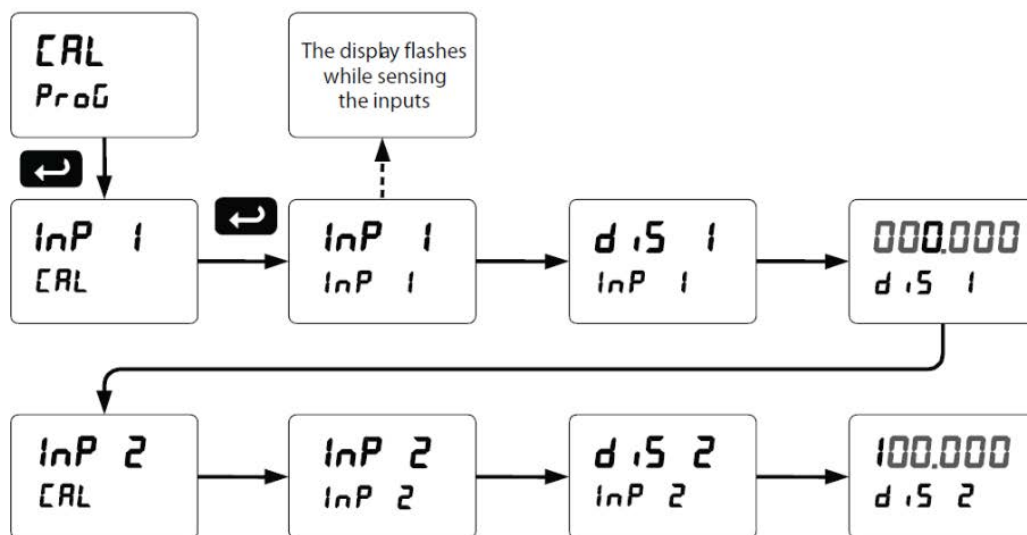 CAL
ProG
The display flashes
while sensing
the inputs
InP 1
CAL
InP 1
InP 1
diS 1
InP 1
000.000
diS 1
InP 2
CAL
InP 2
InP 2
diS 2
InP 2
100.000
diS 2